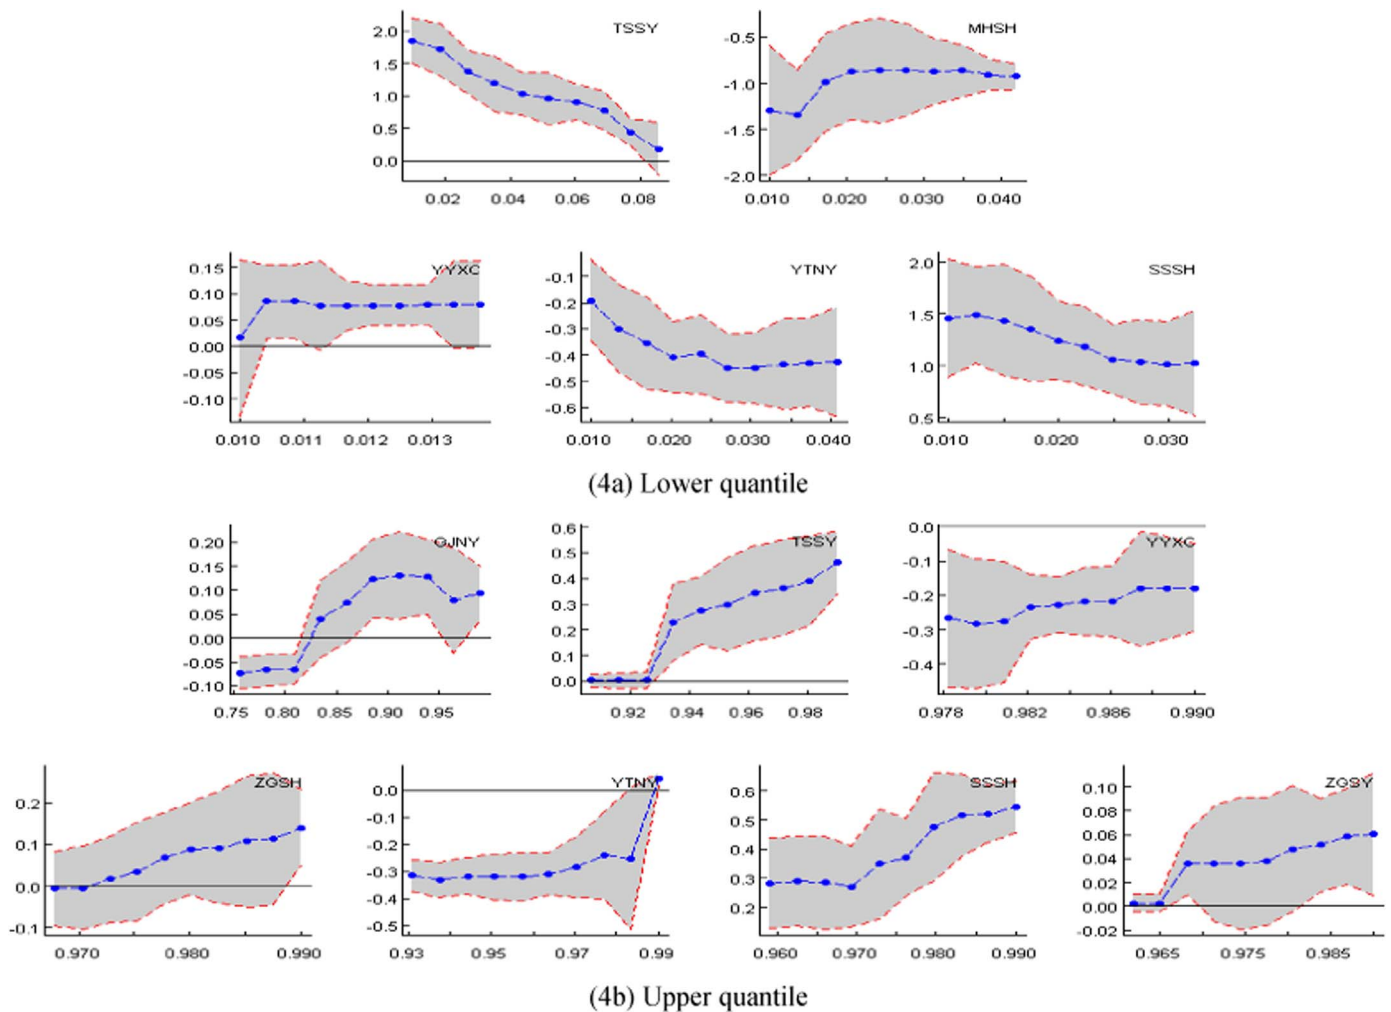 TSSY
2.0
1.5
1.0
0.5
0.0
0.02 0.04 0.06 0.08
MHSH
-0.5
-1.0
-1.5
-2.0
0.010 0.020 0.030 0.040
YYXC
0.15
0.10
0.05
0.00
-0.05
-0.10
0.010 0.011 0.012 0.013
YTNY
-0.1
-0.2
-0.3
-0.4
-0.5
-0.6
0.010 0.020 0.030 0.040
SSSH
2.0
1.5
1.0
0.5
0.010 0.020 0.030
(4a) Lower quantile
GJNY
0.20
0.15
0.10
0.05
0.00
-0.05
-0.10
0.75 0.80 0.85 0.90 0.95
TSSY
0.6
0.5
0.4
0.3
0.2
0.1
0.0
0.92 0.94 0.96 0.98
YYXC
0.0
-0.1
-0.2
-0.3
-0.4
0.978 0.982 0.986 0.990
ZGSH
0.2
0.1
0.0
-0.1
0.970 0.980 0.990
YTNY
0.0
-0.1
-0.2
-0.3
-0.4
-0.5
0.93 0.95 0.97 0.99
SSSH
0.6
0.5
0.4
0.3
0.2
0.960 0.970 0.980 0.990
ZGSY
0.10
0.08
0.06
0.04
0.02
0.00
-0.02
0.965 0.975 0.985
(4b) Upper quantile